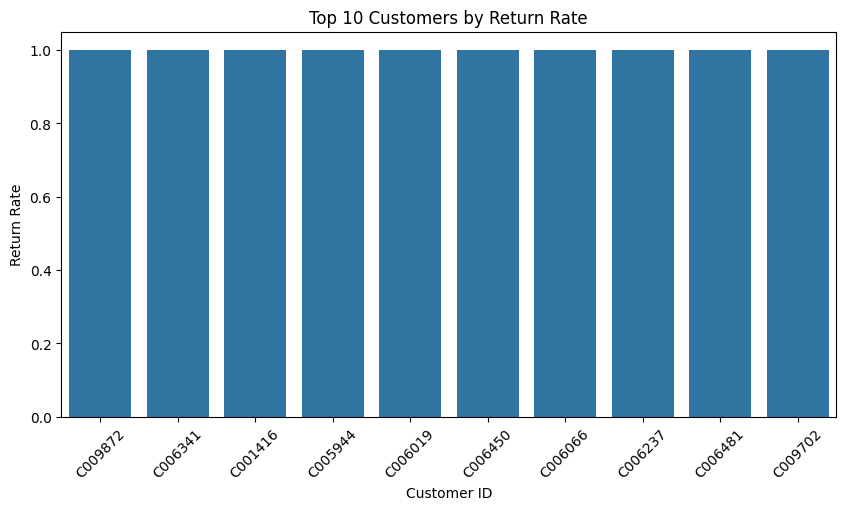 Top 10 Customers by Return Rate
Return Rate
1.0
0.8
0.6
0.4
0.2
0.0
C009872
C006341
C001416
C005944
C006019
C006450
C006066
C006237
C006481
C009702
Customer ID